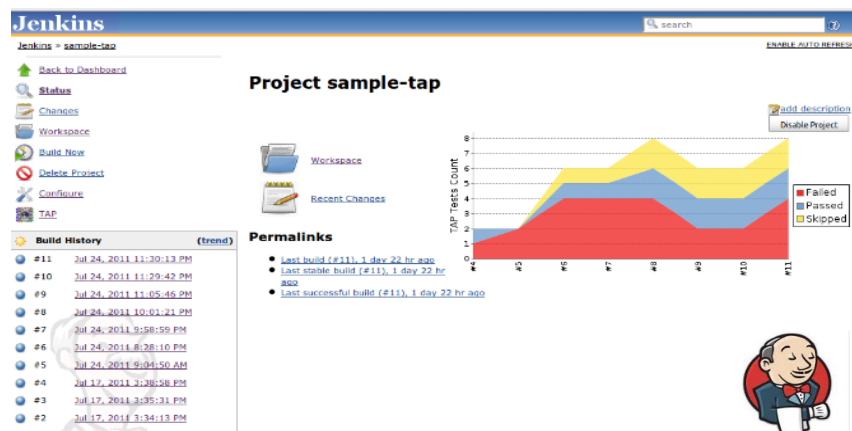 Jenkins
search
Jenkins » sample-tap
ENABLE AUTO REFRES
Back to Dashboard
Status
Changes
Workspace
Build Now
Delete Project
Configure
TAP
Build History (trend)
#11 Jul 24, 2011 11:30:13 PM
#10 Jul 24, 2011 11:29:42 PM
#9 Jul 24, 2011 11:05:46 PM
#8 Jul 24, 2011 10:01:21 PM
#7 Jul 24, 2011 9:58:59 PM
#6 Jul 24, 2011 8:28:10 PM
#5 Jul 24, 2011 9:04:50 AM
#4 Jul 17, 2011 3:38:58 PM
#3 Jul 17, 2011 3:35:31 PM
#2 Jul 17, 2011 3:34:13 PM
Project sample-tap
add description
Disable Project
Workspace
Recent Changes
Permalinks
Last build (#11), 1 day 22 hr ago
Last stable build (#11), 1 day 22 hr
ago
Last successful build (#11), 1 day 22 hr ago
TAP Tests Count
8
7
6
5
4
3
2
1
0
#4 #5 #6 #7 #8 #9 #10 #11
Failed
Passed
Skipped